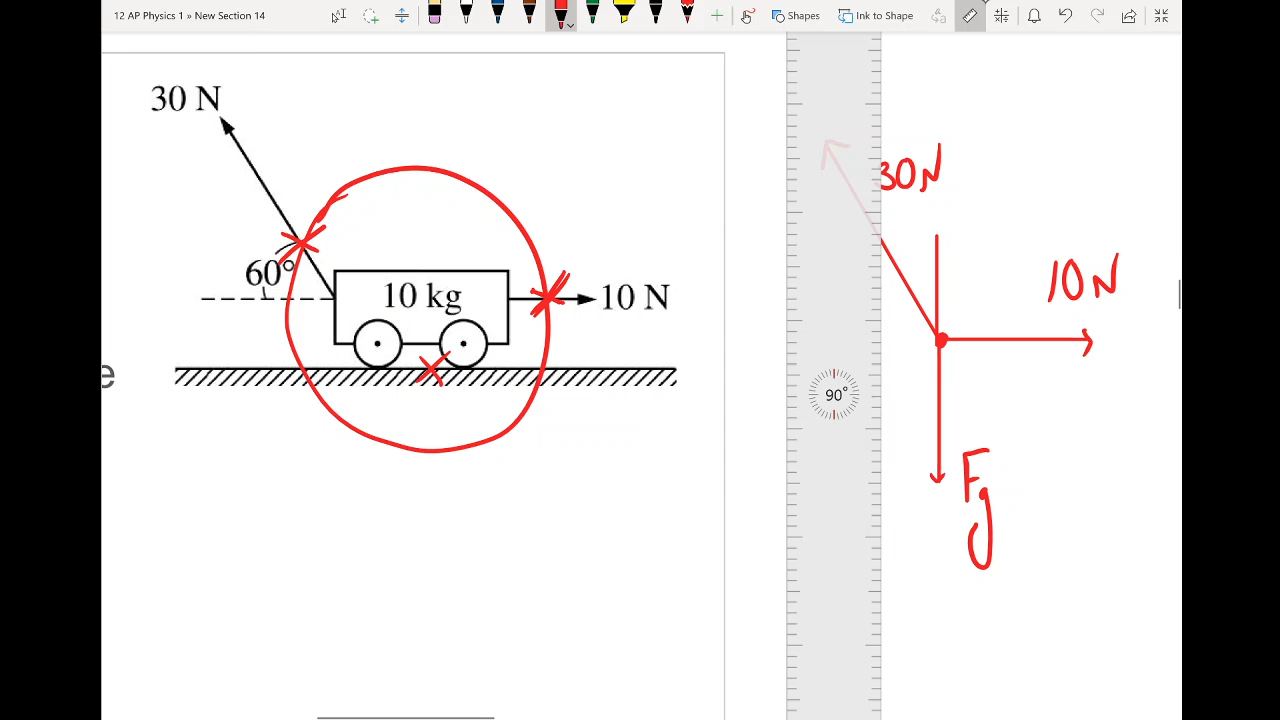 12 AP Physics 1 » New Section 14
Shapes
Ink to Shape
30 N
60°
10 kg
10 N
e
90°
30N
10 N
Fg